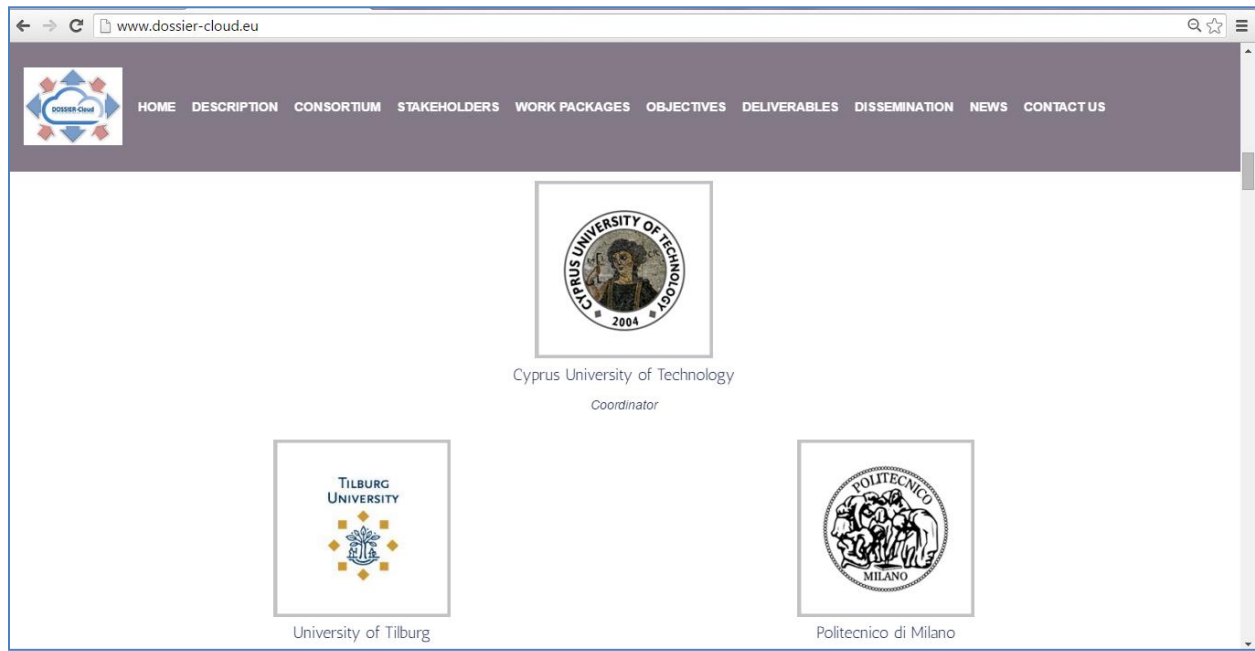 www.dossier-cloud.eu
DOSSIER-Cloud
HOME DESCRIPTION CONSORTIUM STAKEHOLDERS WORK PACKAGES OBJECTIVES DELIVERABLES DISSEMINATION NEWS CONTACT US
CYPRUS UNIVERSITY OF TECHNOLOGY
2004
Cyprus University of Technology
Coordinator
TILBURG
UNIVERSITY
POLITECNICO
MILANO
University of Tilburg
Politecnico di Milano